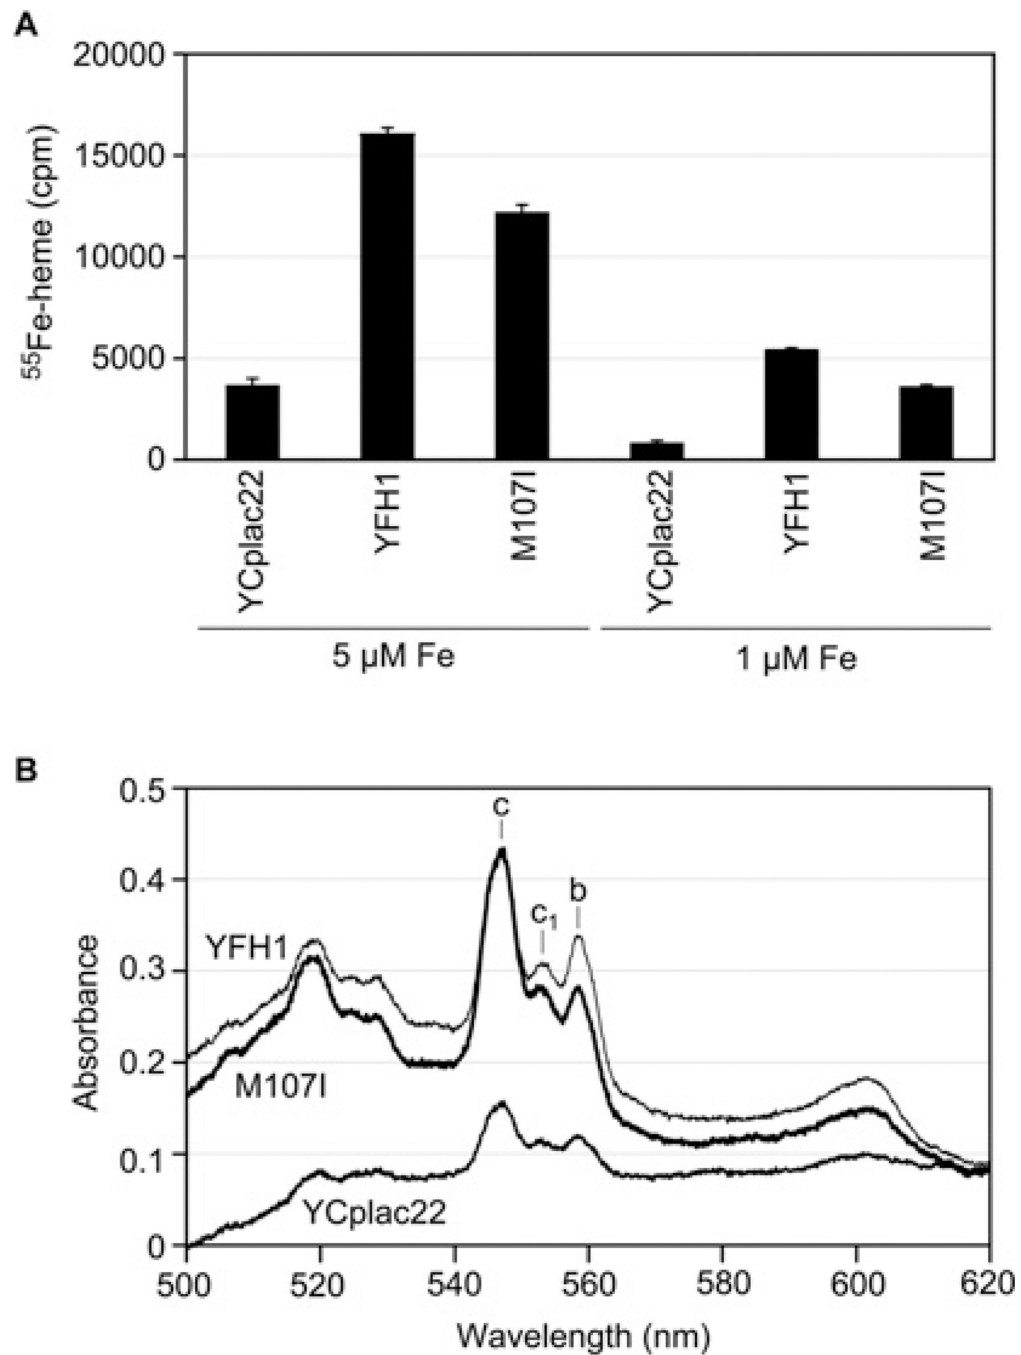 A
20000
15000
10000
5000
0
⁵⁵Fe-heme (cpm)
YCplac22
YFH1
M107I
YCplac22
YFH1
M107I
5 µM Fe
1 µM Fe
B
0.5
0.4
0.3
0.2
0.1
0
Absorbance
c
c₁
b
YFH1
M107I
YCplac22
500
520
540
560
580
600
620
Wavelength (nm)